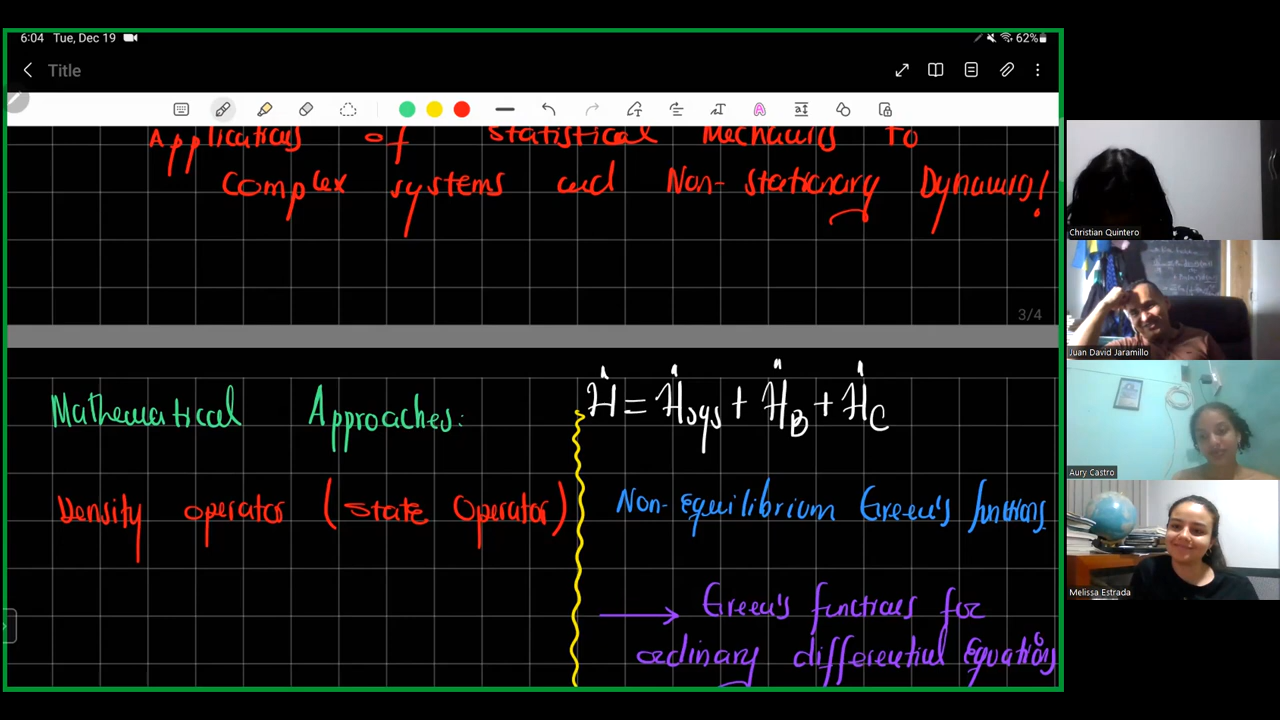 6:04 Tue, Dec 19
62%
Title
Applications of Statistical Mechanics to
Complex systems and Non-stationary Dynamics!
3/4
Mathematical Approaches:
Ĥ = Ĥsys + ĤB + ĤC
Density operator (State Operator)
Non-equilibrium Green's functions
→ Green's functions for
ordinary differential Equations
Christian Quintero
Juan David Jaramillo
Aury Castro
Melissa Estrada